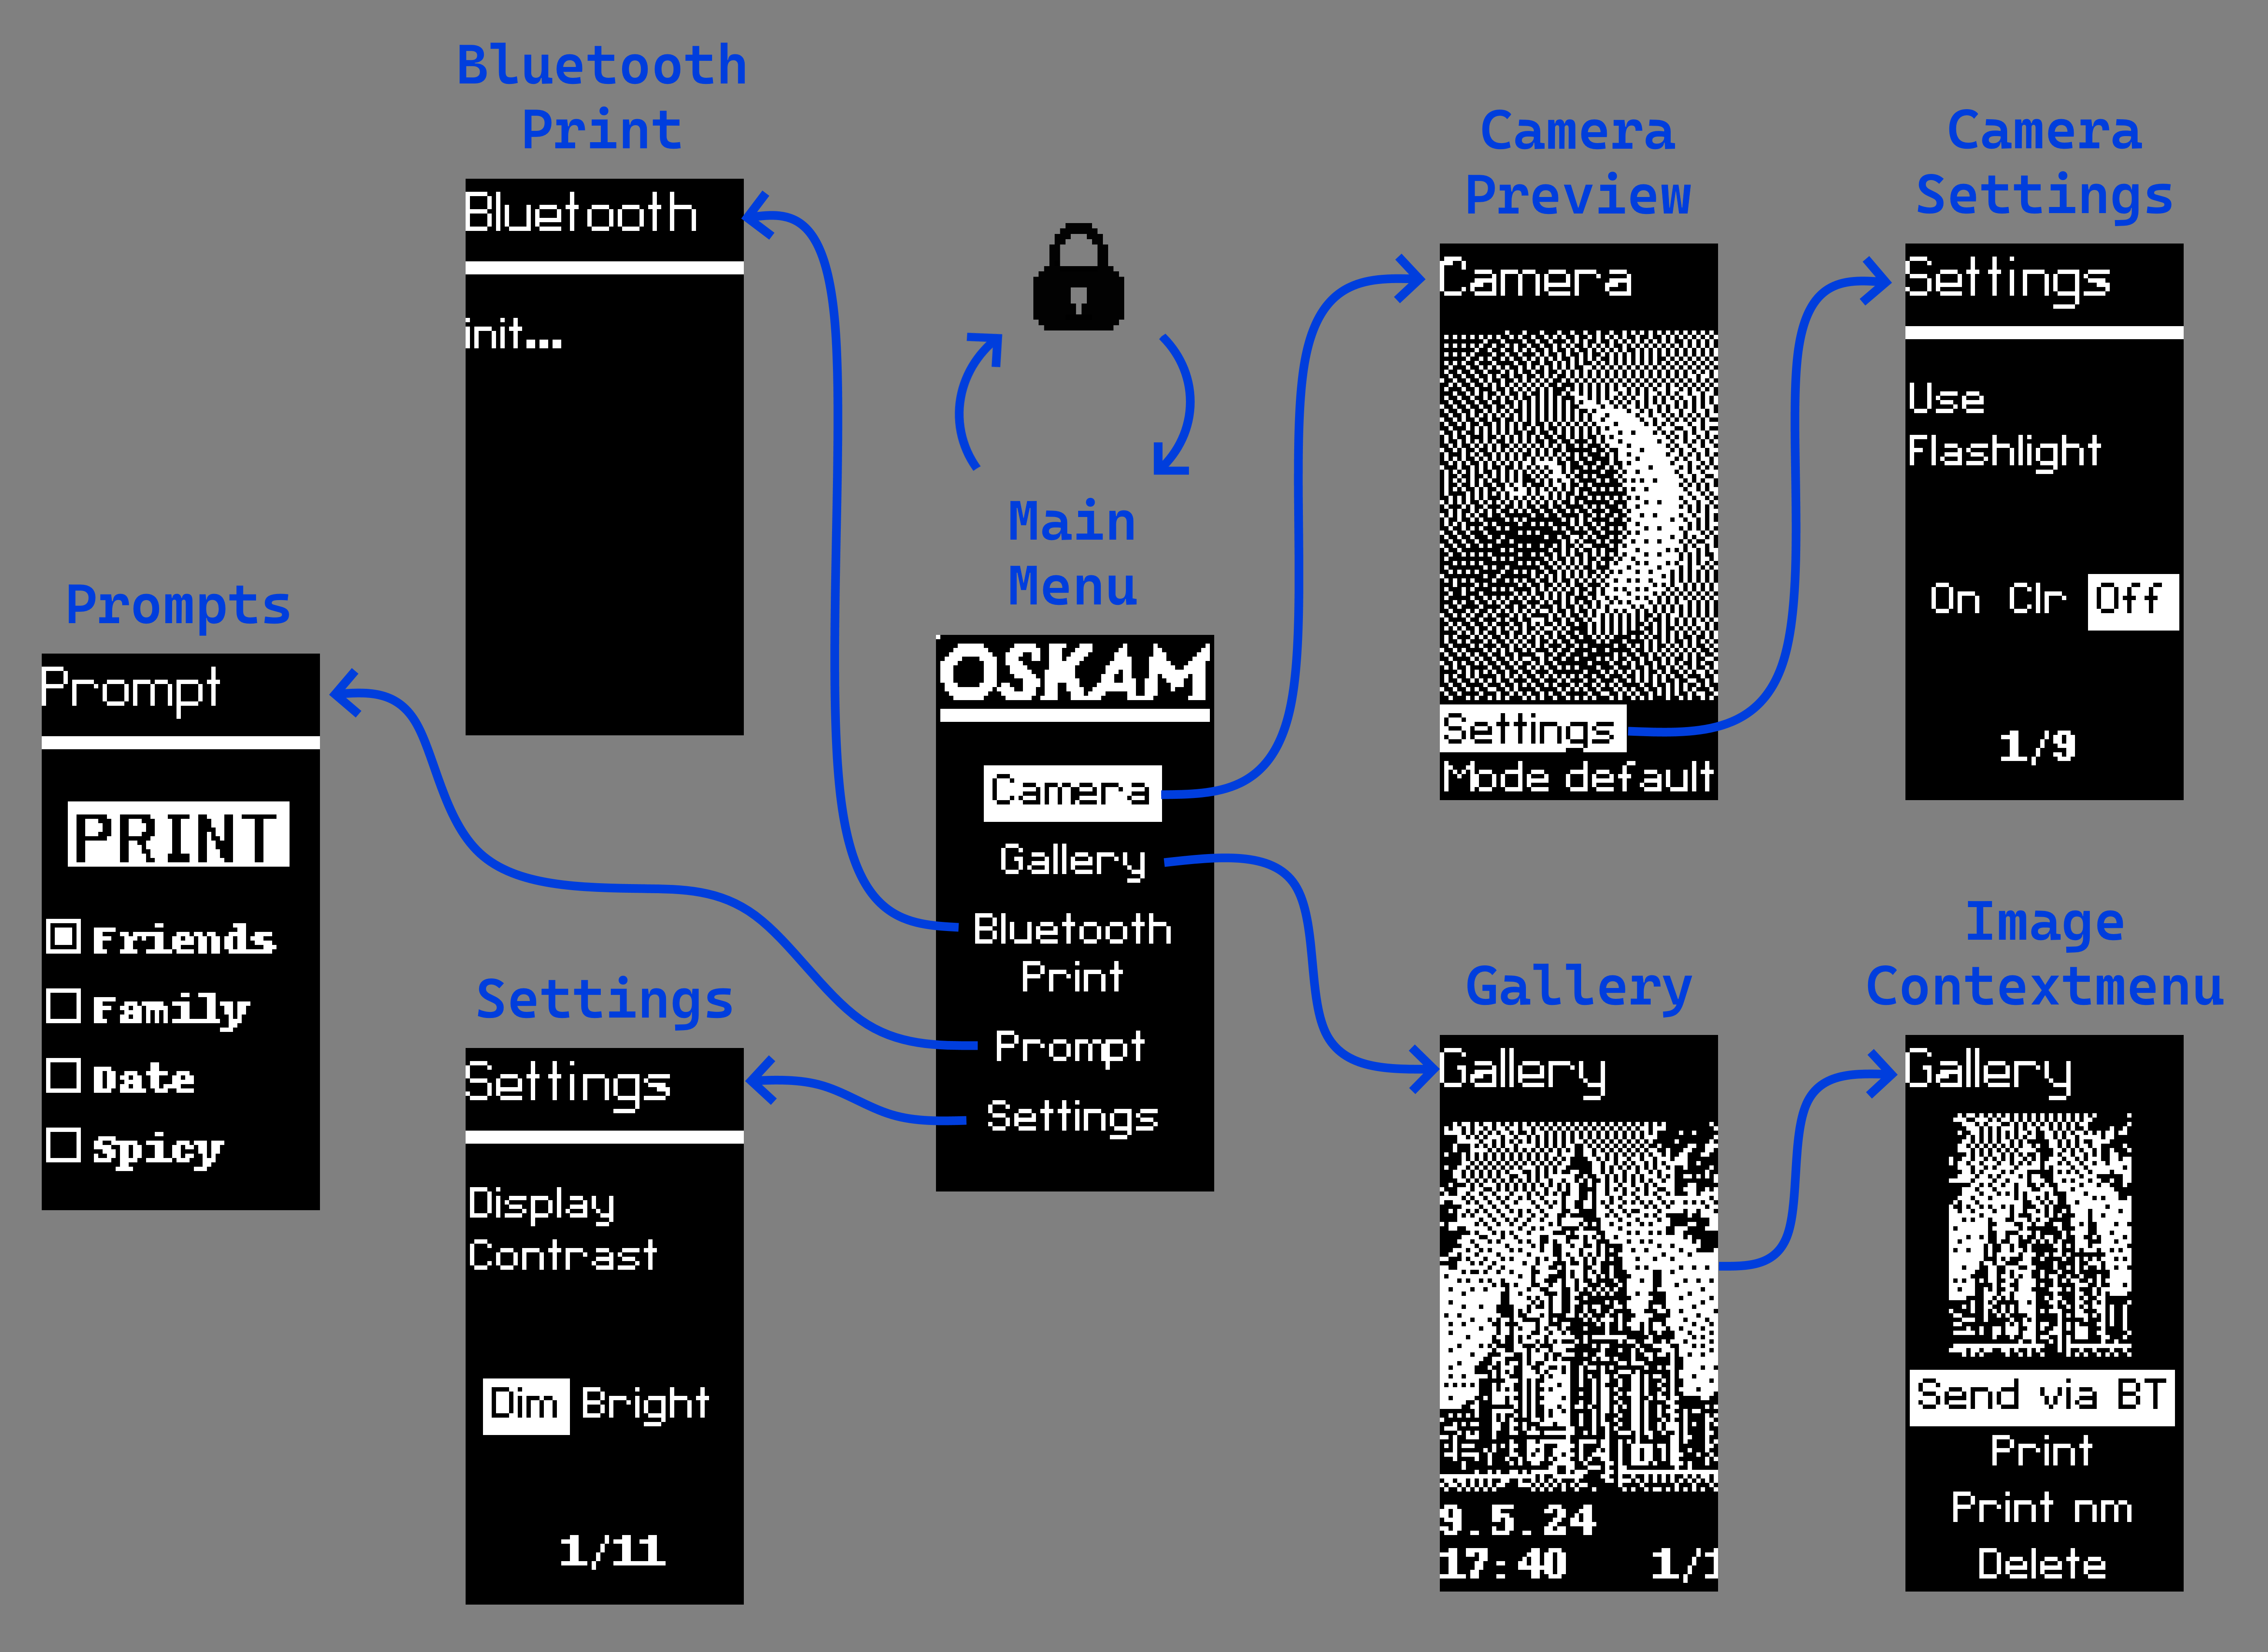 Bluetooth
Print
Bluetooth
init...
Prompts
Prompt
PRINT
Friends
Family
Date
Spicy
Settings
Settings
Display
Contrast
Dim Bright
1/11
Main
Menu
OSKAM
Camera
Gallery
Bluetooth
Print
Prompt
Settings
Camera
Preview
Camera
Settings
Mode default
Camera
Settings
Settings
Use
Flashlight
On Clr Off
1/9
Gallery
Gallery
9.5.24
17:40 1/1
Image
Contextmenu
Gallery
Send via BT
Print
Print nm
Delete